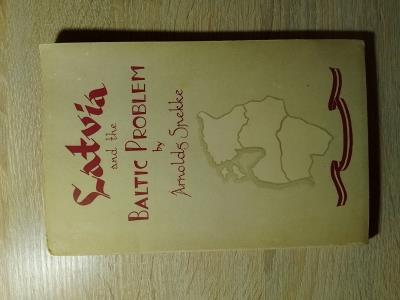 Latvia
and the
BALTIC PROBLEM
by
Arnolds Spekke